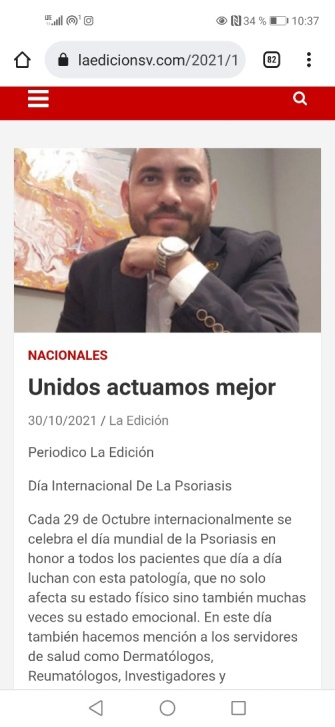 34 % 10:37
laedicionsv.com/2021/1
82
NACIONALES
Unidos actuamos mejor
30/10/2021 / La Edición
Periodico La Edición
Día Internacional De La Psoriasis
Cada 29 de Octubre internacionalmente se
celebra el día mundial de la Psoriasis en
honor a todos los pacientes que día a día
luchan con esta patología, que no solo
afecta su estado físico sino también muchas
veces su estado emocional. En este día
también hacemos mención a los servidores
de salud como Dermatólogos,
Reumatólogos, Investigadores y